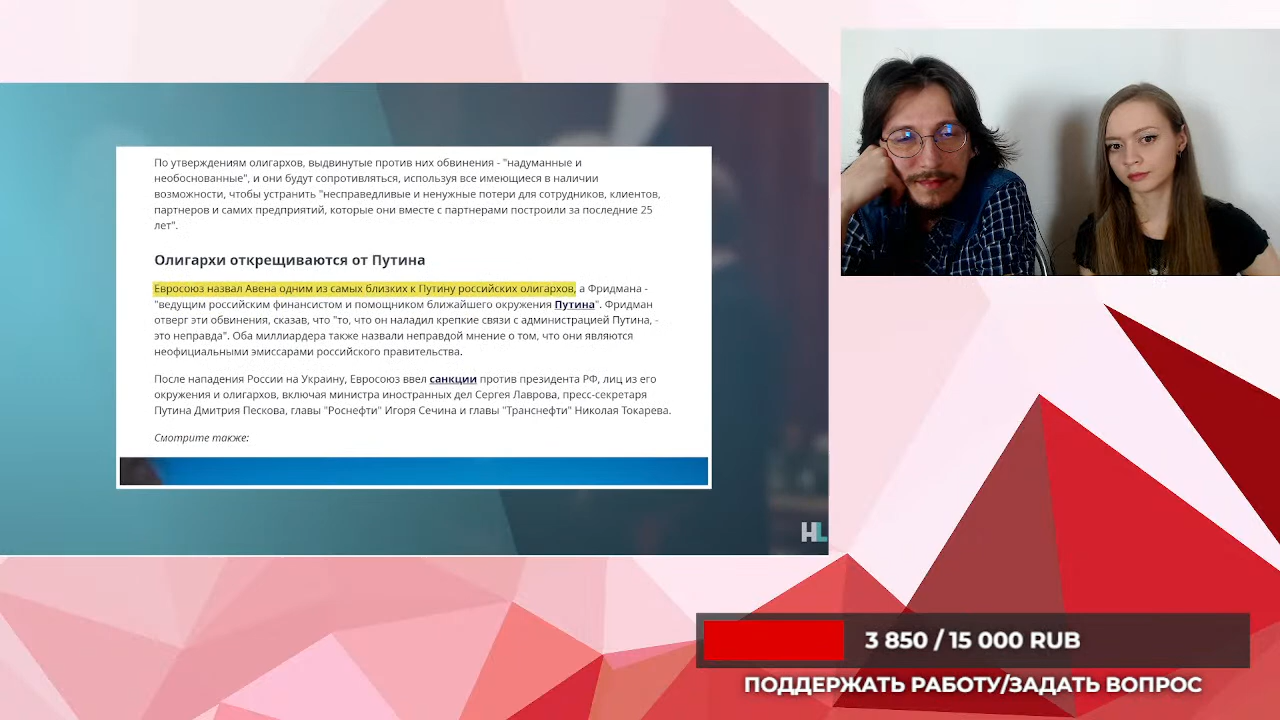 По утверждениям олигархов, выдвинутые против них обвинения - "надуманные и
необоснованные", и они будут сопротивляться, используя все имеющиеся в наличии
возможности, чтобы устранить "несправедливые и ненужные потери для сотрудников, клиентов,
партнеров и самих предприятий, которые они вместе с партнерами построили за последние 25
лет".
Олигархи открещиваются от Путина
Евросоюз назвал Авена одним из самых близких к Путину российских олигархов, а Фридмана -
"ведущим российским финансистом и помощником ближайшего окружения Путина". Фридман
отверг эти обвинения, сказав, что "то, что он наладил крепкие связи с администрацией Путина, -
это неправда". Оба миллиардера также назвали неправдой мнение о том, что они являются
неофициальными эмиссарами российского правительства.
После нападения России на Украину, Евросоюз ввел санкции против президента РФ, лиц из его
окружения и олигархов, включая министра иностранных дел Сергея Лаврова, пресс-секретаря
Путина Дмитрия Пескова, главы "Роснефти" Игоря Сечина и главы "Транснефти" Николая Токарева.
Смотрите также:
HL
3 850 / 15 000 RUB
ПОДДЕРЖАТЬ РАБОТУ/ЗАДАТЬ ВОПРОС